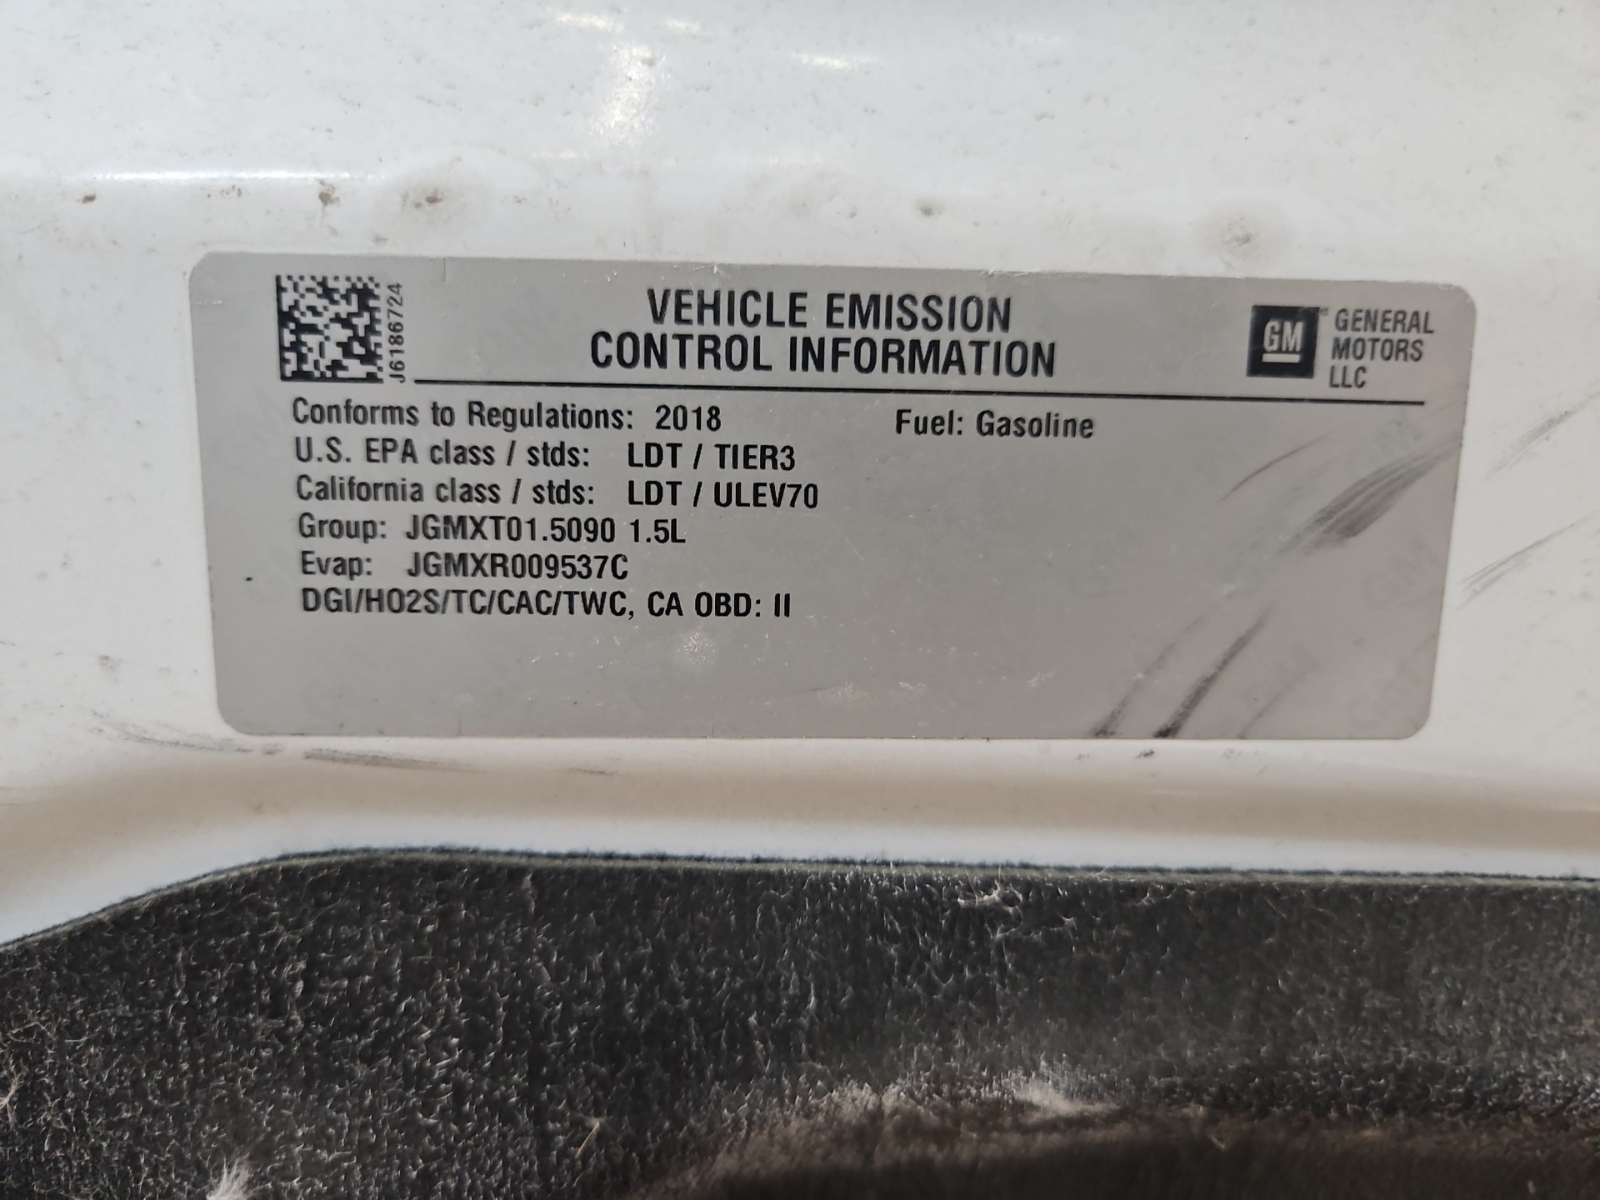 J6186724
VEHICLE EMISSION
CONTROL INFORMATION
GM
GENERAL
MOTORS
LLC
Conforms to Regulations: 2018 Fuel: Gasoline
U.S. EPA class / stds: LDT / TIER3
California class / stds: LDT / ULEV70
Group: JGMXT01.5090 1.5L
Evap: JGMXR009537C
DGI/HO2S/TC/CAC/TWC, CA OBD: II